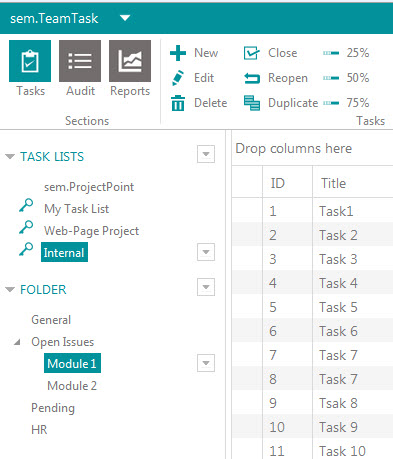 sem.TeamTask
New Close 25%
Edit Reopen 50%
Delete Duplicate 75%
Tasks Audit Reports
Sections Tasks
TASK LISTS
sem.ProjectPoint
My Task List
Web-Page Project
Internal
FOLDER
General
Open Issues
Module 1
Module 2
Pending
HR
Drop columns here
ID Title
1 Task1
2 Task 2
3 Task 3
4 Task 4
5 Task 5
6 Task 6
7 Task 7
8 Task 7
9 Tsak 8
10 Task 9
11 Task 10